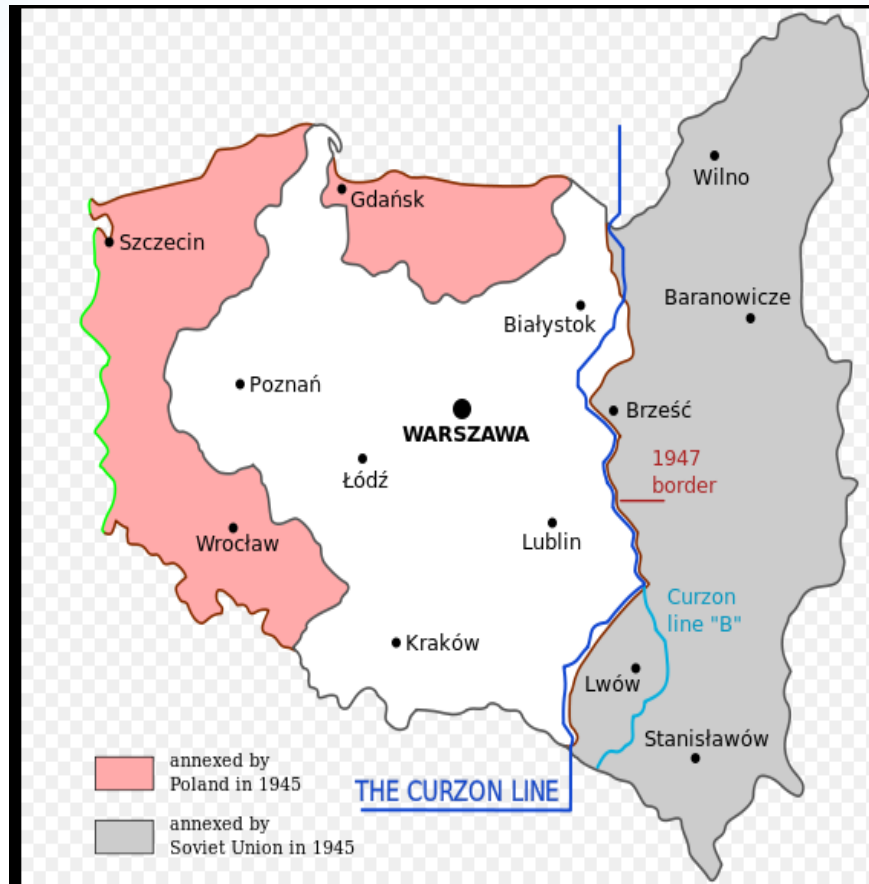 Wilno
Gdańsk
Szczecin
Baranowicze
Białystok
Poznań
Brześć
WARSZAWA
1947
border
Łódź
Wrocław
Lublin
Curzon
line "B"
Kraków
Lwów
Stanisławów
annexed by
Poland in 1945
THE CURZON LINE
annexed by
Soviet Union in 1945